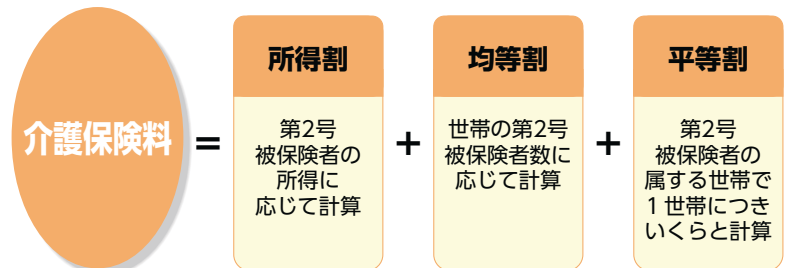 介護保険料
=
所得割
第2号
被保険者の
所得に
応じて計算
+
均等割
世帯の第2号
被保険者数に
応じて計算
+
平等割
第2号
被保険者の
属する世帯で
1世帯につき
いくらと計算